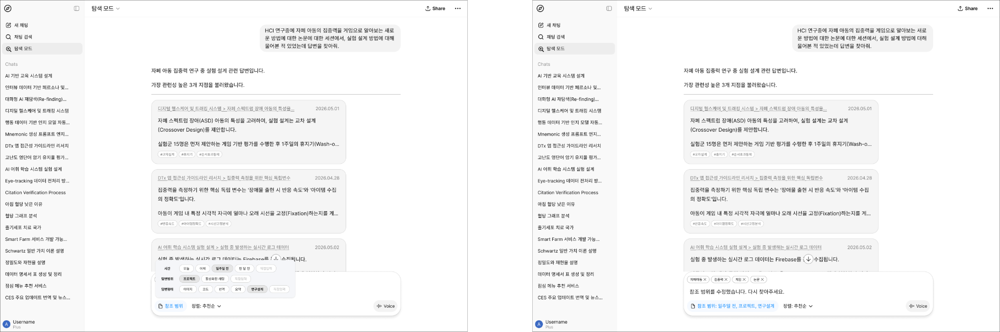 탐색 모드
Share
새 채팅
채팅 검색
탐색 모드
Chats
AI 기반 교육 시스템 설계
인터뷰 데이터 기반 페르소나 및...
대화형 AI 재탐색(Re-finding)...
디지털 헬스케어 및 트래킹 시스템
행동 데이터 기반 인지 모델 자동...
Mnemonic 생성 프롬프트 엔지...
DTx 앱 접근성 가이드라인 리서치
고난도 영단어 암기 유지율 평가...
AI 어휘 학습 시스템 실험 설계
Eye-tracking 데이터 전처리 방...
Citation Verification Process
아침 혈당 낮은 이유
혈당 그래프 분석
줄기세포 치료 국가
Smart Farm 서비스 개발 가능...
Schwartz 일반 가치 이론 설명
정밀도와 재현율 설명
데이터 명세서 표 생성 및 정리
점심 메뉴 추천 서비스
CES 주요 업데이트 번역 및 뉴스...
A
Username
Plus
HCI 연구중에 자폐 아동의 집중력을 게임으로 알아보는 새로
운 방법에 대한 논문에 대한 세션에서, 실험 설계 방법에 대해
물어본 적 있었는데 답변을 찾아줘.
자폐 아동 집중력 연구 중 실험 설계 관련 답변입니다.
가장 관련성 높은 3개 지점을 불러왔습니다.
디지털 헬스케어 및 트래킹 시스템 > 자폐 스펙트럼 장애 아동의 특성을... 2026.05.01
자폐 스펙트럼 장애(ASD) 아동의 특성을 고려하여, 실험 설계는 교차 설계
(Crossover Design)를 제안합니다.
실험군 15명은 먼저 제안하는 게임 기반 평가를 수행한 후 1주일의 휴지기(Wash-o...
#교차설계 #휴지기 #순서효과통제
DTx 앱 접근성 가이드라인 리서치 > 집중력 측정을 위한 핵심 독립변수 2026.04.28
집중력을 측정하기 위한 핵심 독립 변수는 '장애물 출현 시 반응 속도'와 '아이템 수집
의 정확도'입니다.
아동이 게임 내 특정 시각적 자극에 얼마나 오래 시선을 고정(Fixation)하는지를 게...
#반응속도 #아이템정확도 #시선고정분석
AI 어휘 학습 시스템 실험 설계 > 실험 중 발생하는 실시간 로그 데이터 2026.05.02
실험 중 발생하는 실시간 로그 데이터는 Firebase를 수집됩니다.
시간 오늘 어제 일주일 전 한 달 전 직접입력
답변범위 프로젝트 활성화된 채팅 직접입력
답변형태 이미지 코드 번역 요약 연구설계 직접입력
참조 범위 정렬: 추천순 Voice
탐색 모드
Share
새 채팅
채팅 검색
탐색 모드
Chats
AI 기반 교육 시스템 설계
인터뷰 데이터 기반 페르소나 및...
대화형 AI 재탐색(Re-finding)...
디지털 헬스케어 및 트래킹 시스템
행동 데이터 기반 인지 모델 자동...
Mnemonic 생성 프롬프트 엔지...
DTx 앱 접근성 가이드라인 리서치
고난도 영단어 암기 유지율 평가...
AI 어휘 학습 시스템 실험 설계
Eye-tracking 데이터 전처리 방...
Citation Verification Process
아침 혈당 낮은 이유
혈당 그래프 분석
줄기세포 치료 국가
Smart Farm 서비스 개발 가능...
Schwartz 일반 가치 이론 설명
정밀도와 재현율 설명
데이터 명세서 표 생성 및 정리
점심 메뉴 추천 서비스
CES 주요 업데이트 번역 및 뉴스...
A
Username
Plus
HCI 연구중에 자폐 아동의 집중력을 게임으로 알아보는 새로
운 방법에 대한 논문에 대한 세션에서, 실험 설계 방법에 대해
물어본 적 있었는데 답변을 찾아줘.
자폐 아동 집중력 연구 중 실험 설계 관련 답변입니다.
가장 관련성 높은 3개 지점을 불러왔습니다.
디지털 헬스케어 및 트래킹 시스템 > 자폐 스펙트럼 장애 아동의 특성을... 2026.05.01
자폐 스펙트럼 장애(ASD) 아동의 특성을 고려하여, 실험 설계는 교차 설계
(Crossover Design)를 제안합니다.
실험군 15명은 먼저 제안하는 게임 기반 평가를 수행한 후 1주일의 휴지기(Wash-o...
#교차설계 #휴지기 #순서효과통제
DTx 앱 접근성 가이드라인 리서치 > 집중력 측정을 위한 핵심 독립변수 2026.04.28
집중력을 측정하기 위한 핵심 독립 변수는 '장애물 출현 시 반응 속도'와 '아이템 수집
의 정확도'입니다.
아동이 게임 내 특정 시각적 자극에 얼마나 오래 시선을 고정(Fixation)하는지를 게...
#반응속도 #아이템정확도 #시선고정분석
AI 어휘 학습 시스템 실험 설계 > 실험 중 발생하는 실시간 로그 데이터 2026.05.02
실험 중 발생하는 실시간 로그 데이터는 Firebase를 수집됩니다.
자폐아동 집중력 게임 논문
참조 범위를 수정했습니다. 다시 찾아주세요.
참조 범위: 일주일 전, 프로젝트, 연구설계 정렬: 추천순 Voice